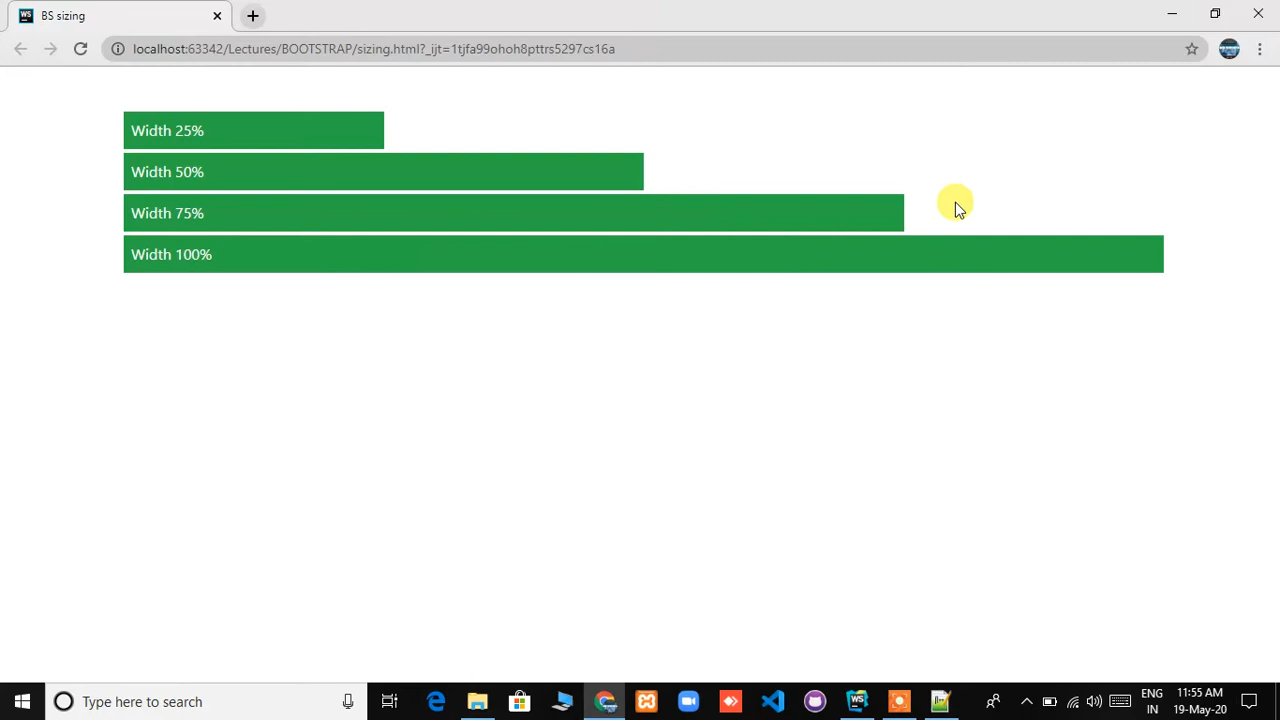 BS sizing
localhost:63342/Lectures/BOOTSTRAP/sizing.html?_ijt=1tjfa99ohoh8pttrs5297cs16a
Width 25%
Width 50%
Width 75%
Width 100%
Type here to search
ENG
IN
11:55 AM
19-May-20